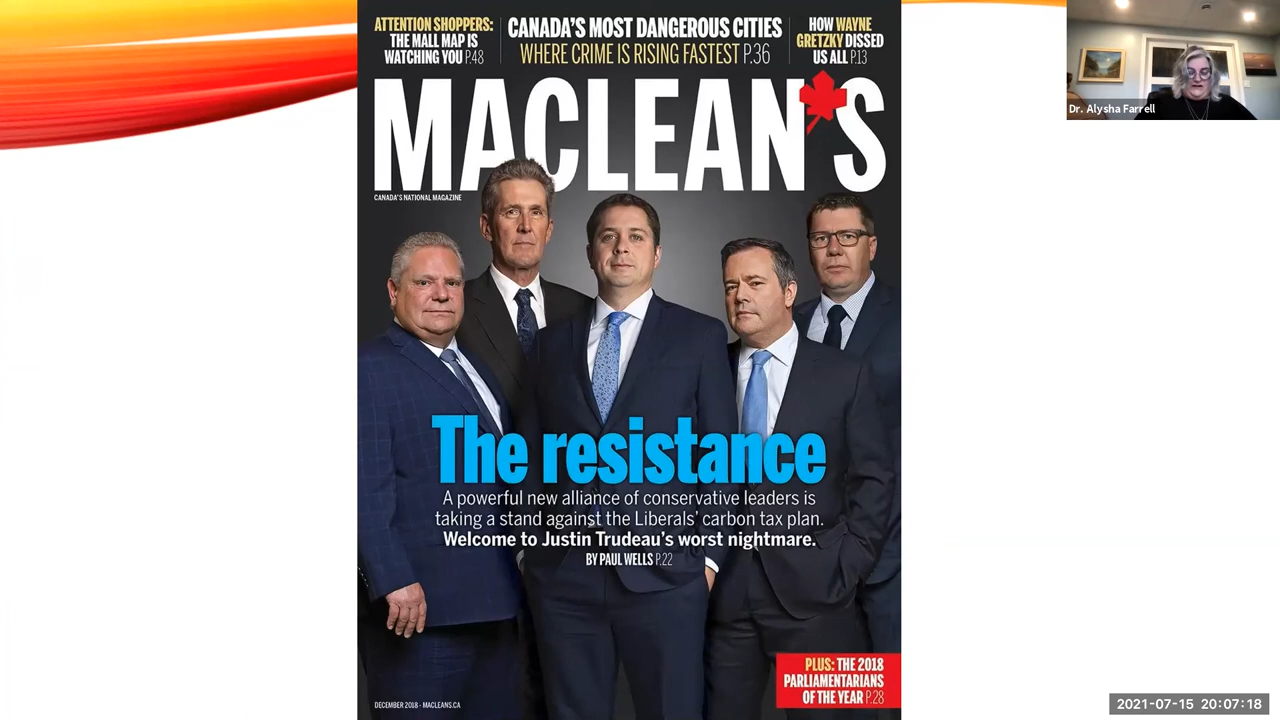 ATTENTION SHOPPERS:
THE MALL MAP IS
WATCHING YOU P.48
CANADA'S MOST DANGEROUS CITIES
WHERE CRIME IS RISING FASTEST P.36
HOW WAYNE
GRETZKY DISSED
US ALL P.13
MACLEAN'S
CANADA'S NATIONAL MAGAZINE
Dr. Alysha Farrell
The resistance
A powerful new alliance of conservative leaders is
taking a stand against the Liberals' carbon tax plan.
Welcome to Justin Trudeau's worst nightmare.
BY PAUL WELLS P.22
PLUS: THE 2018
PARLIAMENTARIANS
OF THE YEAR P.28
DECEMBER 2018 · MACLEANS.CA
2021-07-15 20:07:18